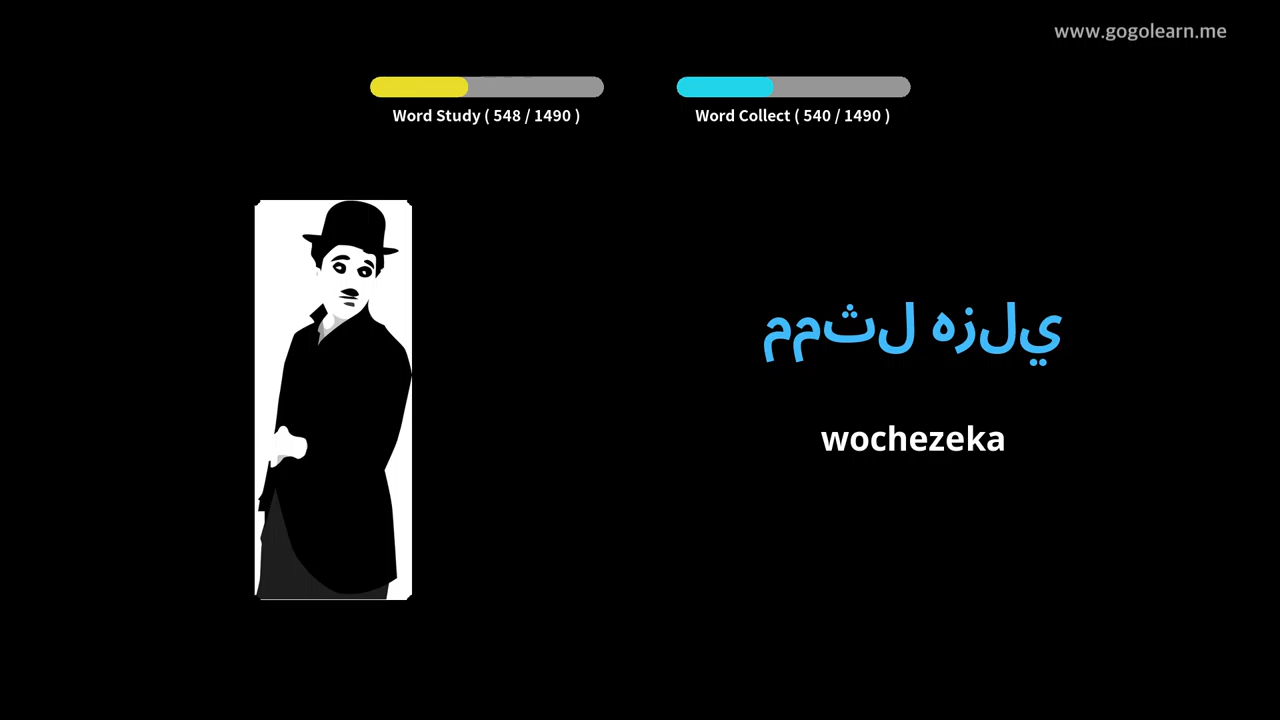 www.gogolearn.me
Word Study ( 548 / 1490 )
Word Collect ( 540 / 1490 )
ممثل هزلي
wochezeka